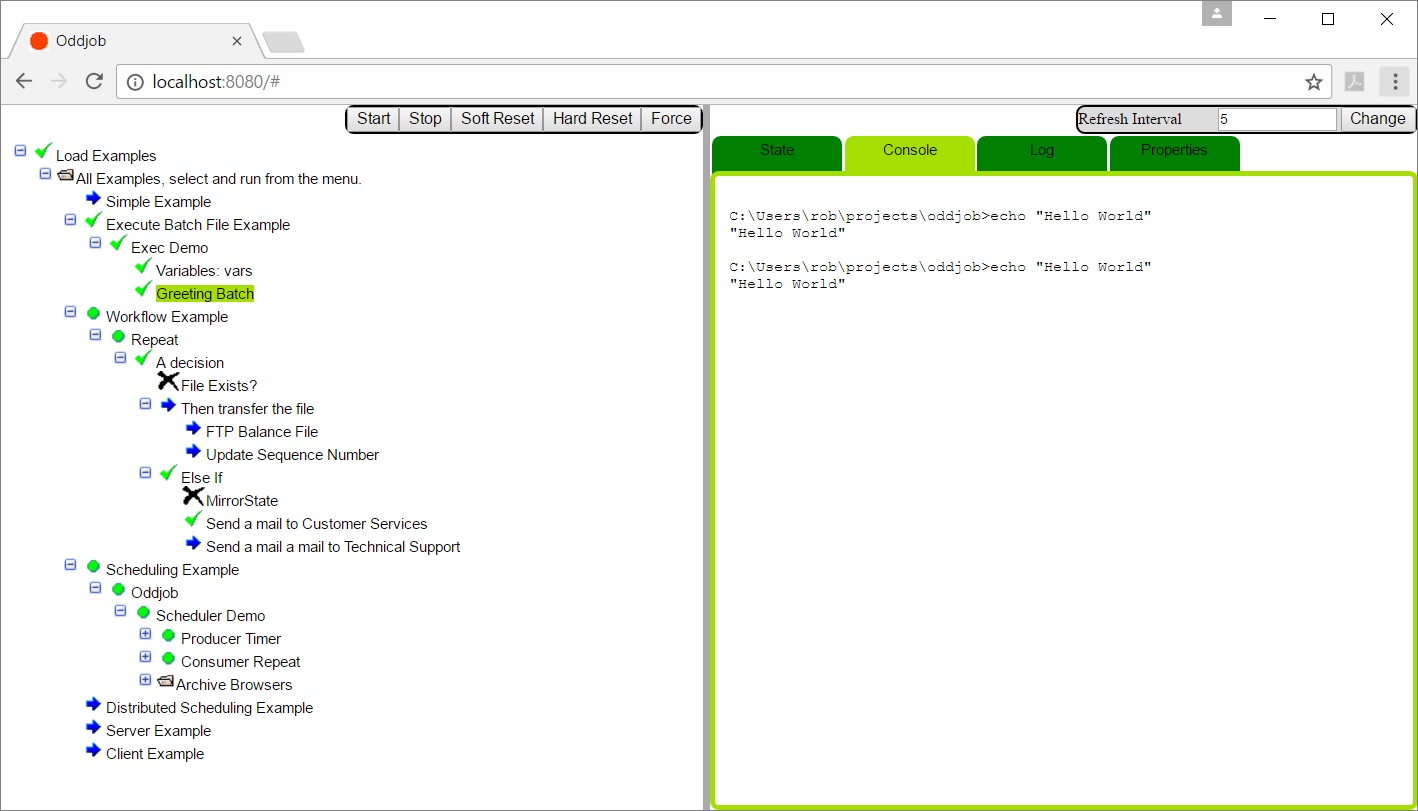 Oddjob
localhost:8080/#
Start Stop Soft Reset Hard Reset Force
Refresh Interval 5 Change
Load Examples
All Examples, select and run from the menu.
Simple Example
Execute Batch File Example
Exec Demo
Variables: vars
Greeting Batch
Workflow Example
Repeat
A decision
File Exists?
Then transfer the file
FTP Balance File
Update Sequence Number
Else If
MirrorState
Send a mail to Customer Services
Send a mail a mail to Technical Support
Scheduling Example
Oddjob
Scheduler Demo
Producer Timer
Consumer Repeat
Archive Browsers
Distributed Scheduling Example
Server Example
Client Example
State Console Log Properties
C:\Users\rob\projects\oddjob>echo "Hello World"
"Hello World"
C:\Users\rob\projects\oddjob>echo "Hello World"
"Hello World"